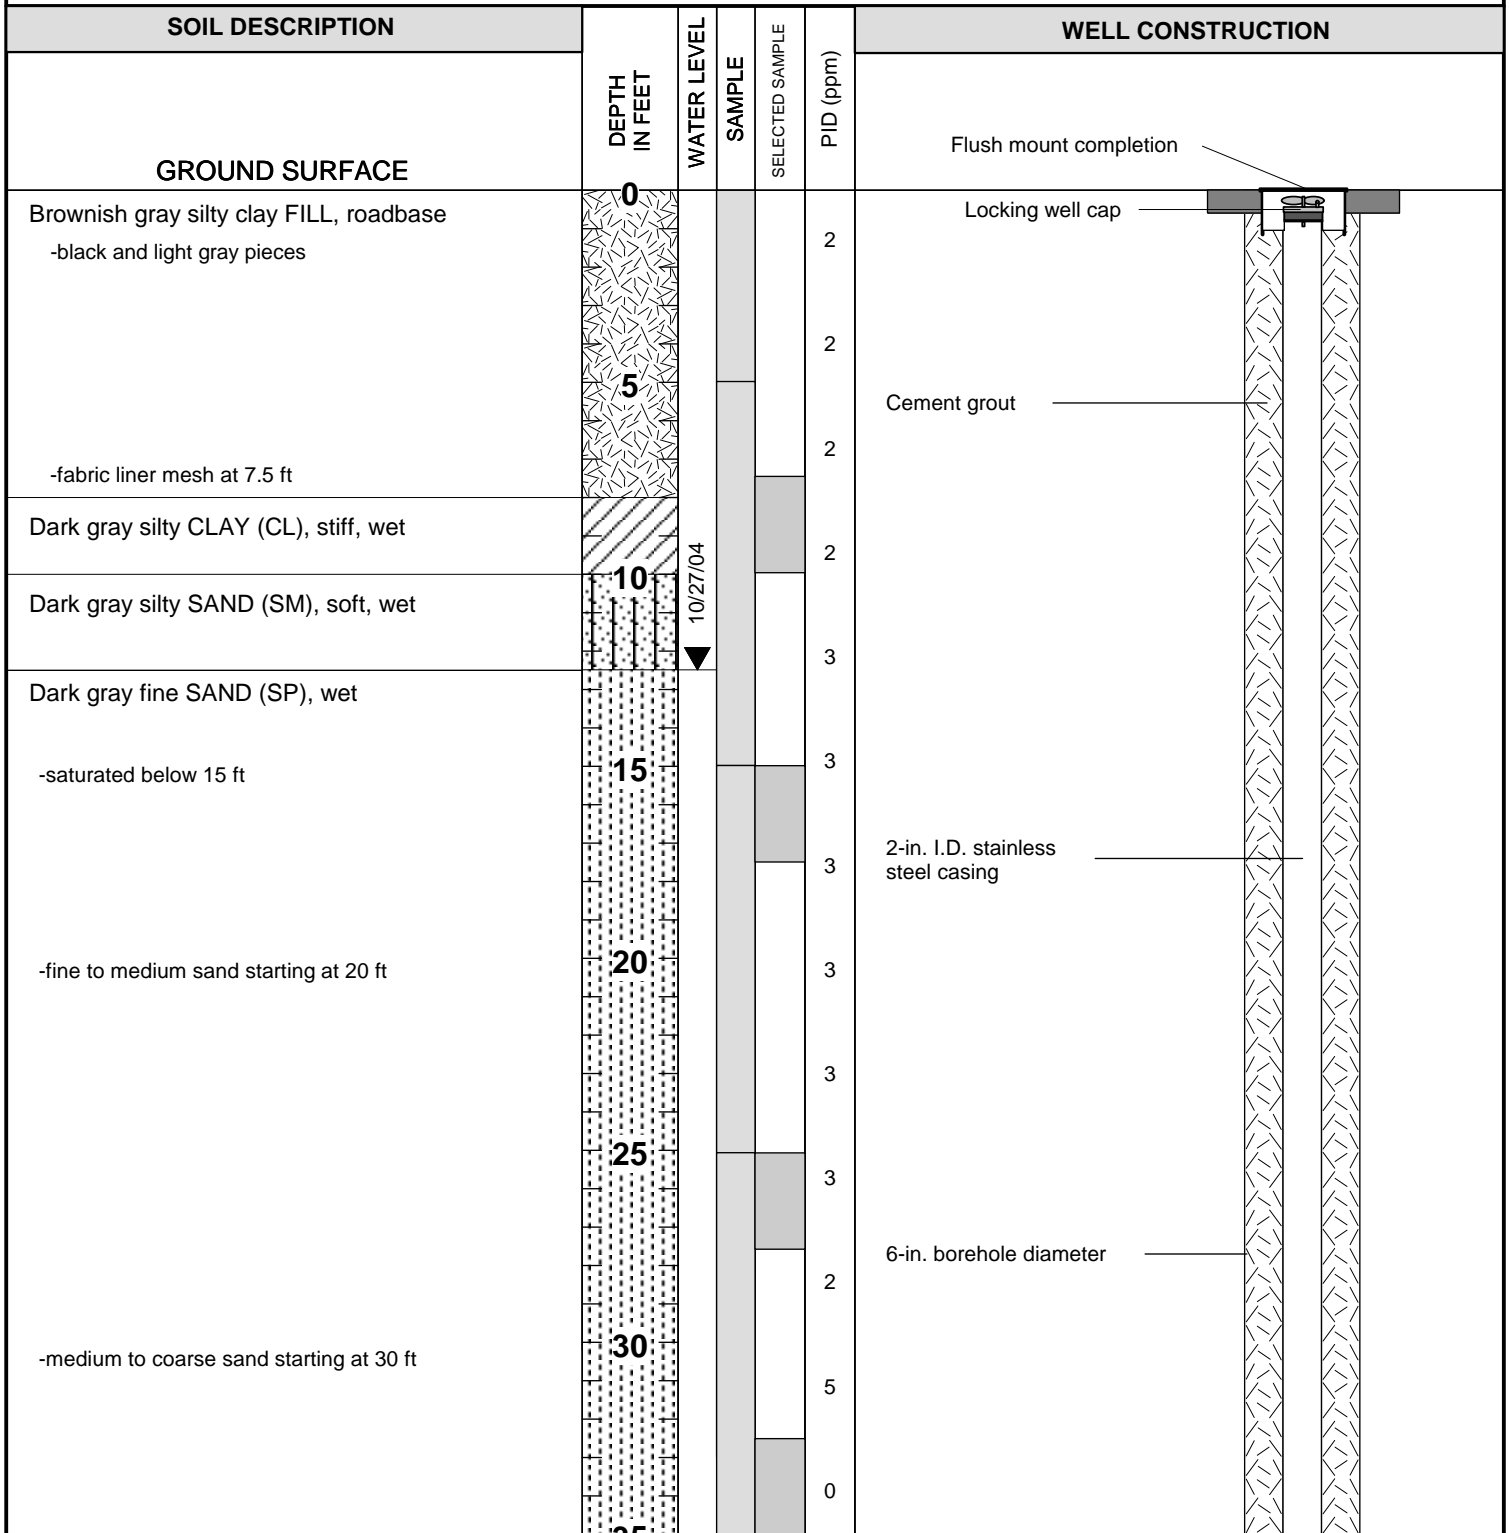 SOIL DESCRIPTION
DEPTH
IN FEET
WATER LEVEL
SAMPLE
SELECTED SAMPLE
PID (ppm)
WELL CONSTRUCTION
GROUND SURFACE
Flush mount completion
0
Brownish gray silty clay FILL, roadbase
Locking well cap
2
-black and light gray pieces
2
5
Cement grout
2
-fabric liner mesh at 7.5 ft
Dark gray silty CLAY (CL), stiff, wet
2
10
10/27/04
Dark gray silty SAND (SM), soft, wet
3
Dark gray fine SAND (SP), wet
3
15
-saturated below 15 ft
2-in. I.D. stainless
steel casing
3
20
-fine to medium sand starting at 20 ft
3
3
25
3
6-in. borehole diameter
2
30
-medium to coarse sand starting at 30 ft
5
0
35